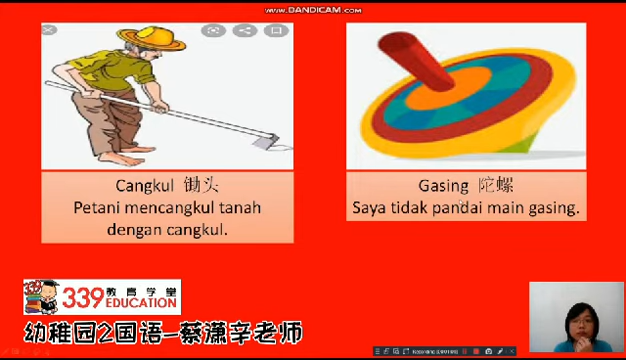 WWW.BANDICAM.COM
Cangkul 锄头
Petani mencangkul tanah
dengan cangkul.
Gasing 陀螺
Saya tidak pandai main gasing.
339 教育学堂
EDUCATION
幼稚园2国语-蔡潇辛老师